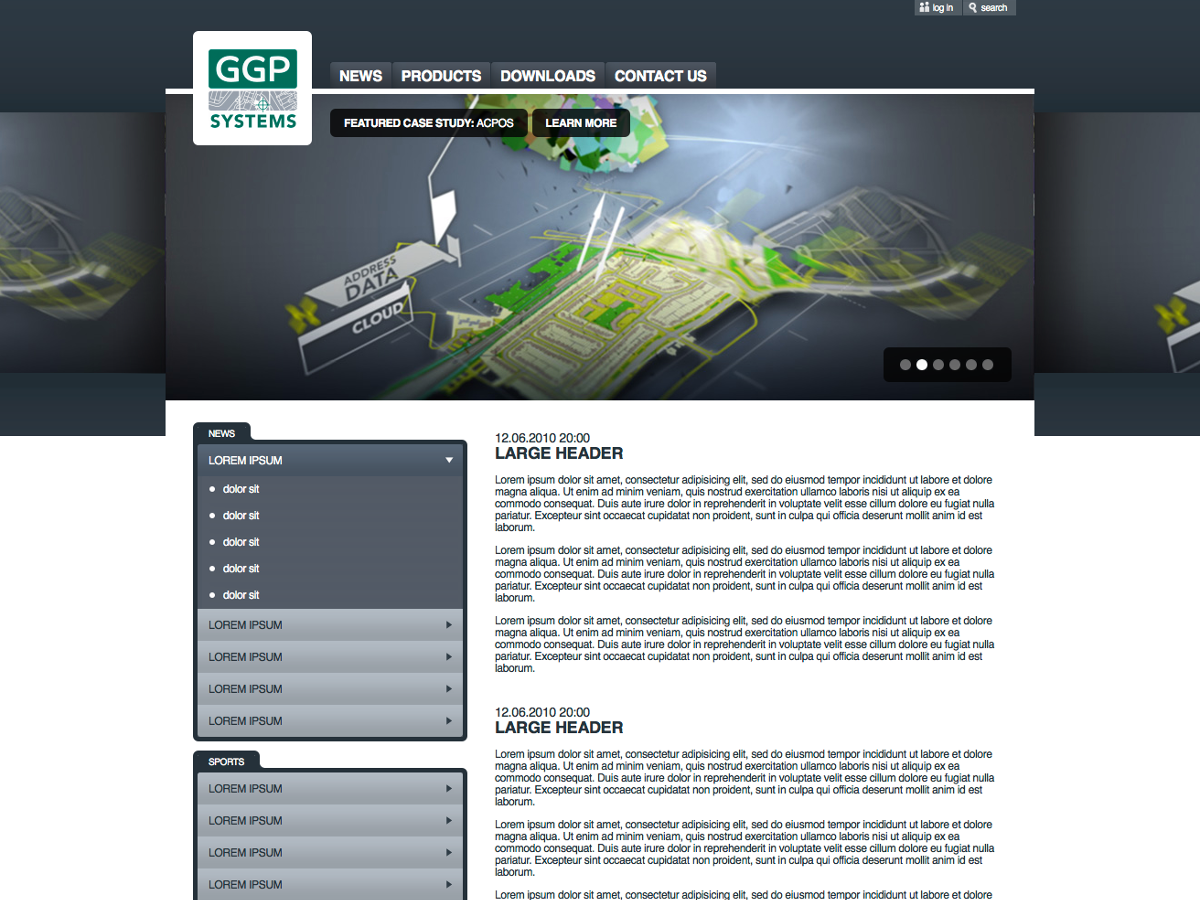 log in
search
GGP
SYSTEMS
NEWS
PRODUCTS
DOWNLOADS
CONTACT US
FEATURED CASE STUDY: ACPOS
LEARN MORE
ADDRESS
DATA
CLOUD
NEWS
LOREM IPSUM
dolor sit
dolor sit
dolor sit
dolor sit
dolor sit
LOREM IPSUM
LOREM IPSUM
LOREM IPSUM
LOREM IPSUM
SPORTS
LOREM IPSUM
LOREM IPSUM
LOREM IPSUM
LOREM IPSUM
12.06.2010 20:00
LARGE HEADER
Lorem ipsum dolor sit amet, consectetur adipisicing elit, sed do eiusmod tempor incididunt ut labore et dolore
magna aliqua. Ut enim ad minim veniam, quis nostrud exercitation ullamco laboris nisi ut aliquip ex ea
commodo consequat. Duis aute irure dolor in reprehenderit in voluptate velit esse cillum dolore eu fugiat nulla
pariatur. Excepteur sint occaecat cupidatat non proident, sunt in culpa qui officia deserunt mollit anim id est
laborum.
Lorem ipsum dolor sit amet, consectetur adipisicing elit, sed do eiusmod tempor incididunt ut labore et dolore
magna aliqua. Ut enim ad minim veniam, quis nostrud exercitation ullamco laboris nisi ut aliquip ex ea
commodo consequat. Duis aute irure dolor in reprehenderit in voluptate velit esse cillum dolore eu fugiat nulla
pariatur. Excepteur sint occaecat cupidatat non proident, sunt in culpa qui officia deserunt mollit anim id est
laborum.
Lorem ipsum dolor sit amet, consectetur adipisicing elit, sed do eiusmod tempor incididunt ut labore et dolore
magna aliqua. Ut enim ad minim veniam, quis nostrud exercitation ullamco laboris nisi ut aliquip ex ea
commodo consequat. Duis aute irure dolor in reprehenderit in voluptate velit esse cillum dolore eu fugiat nulla
pariatur. Excepteur sint occaecat cupidatat non proident, sunt in culpa qui officia deserunt mollit anim id est
laborum.
12.06.2010 20:00
LARGE HEADER
Lorem ipsum dolor sit amet, consectetur adipisicing elit, sed do eiusmod tempor incididunt ut labore et dolore
magna aliqua. Ut enim ad minim veniam, quis nostrud exercitation ullamco laboris nisi ut aliquip ex ea
commodo consequat. Duis aute irure dolor in reprehenderit in voluptate velit esse cillum dolore eu fugiat nulla
pariatur. Excepteur sint occaecat cupidatat non proident, sunt in culpa qui officia deserunt mollit anim id est
laborum.
Lorem ipsum dolor sit amet, consectetur adipisicing elit, sed do eiusmod tempor incididunt ut labore et dolore
magna aliqua. Ut enim ad minim veniam, quis nostrud exercitation ullamco laboris nisi ut aliquip ex ea
commodo consequat. Duis aute irure dolor in reprehenderit in voluptate velit esse cillum dolore eu fugiat nulla
pariatur. Excepteur sint occaecat cupidatat non proident, sunt in culpa qui officia deserunt mollit anim id est
laborum.
Lorem ipsum dolor sit amet, consectetur adipisicing elit, sed do eiusmod tempor incididunt ut labore et dolore